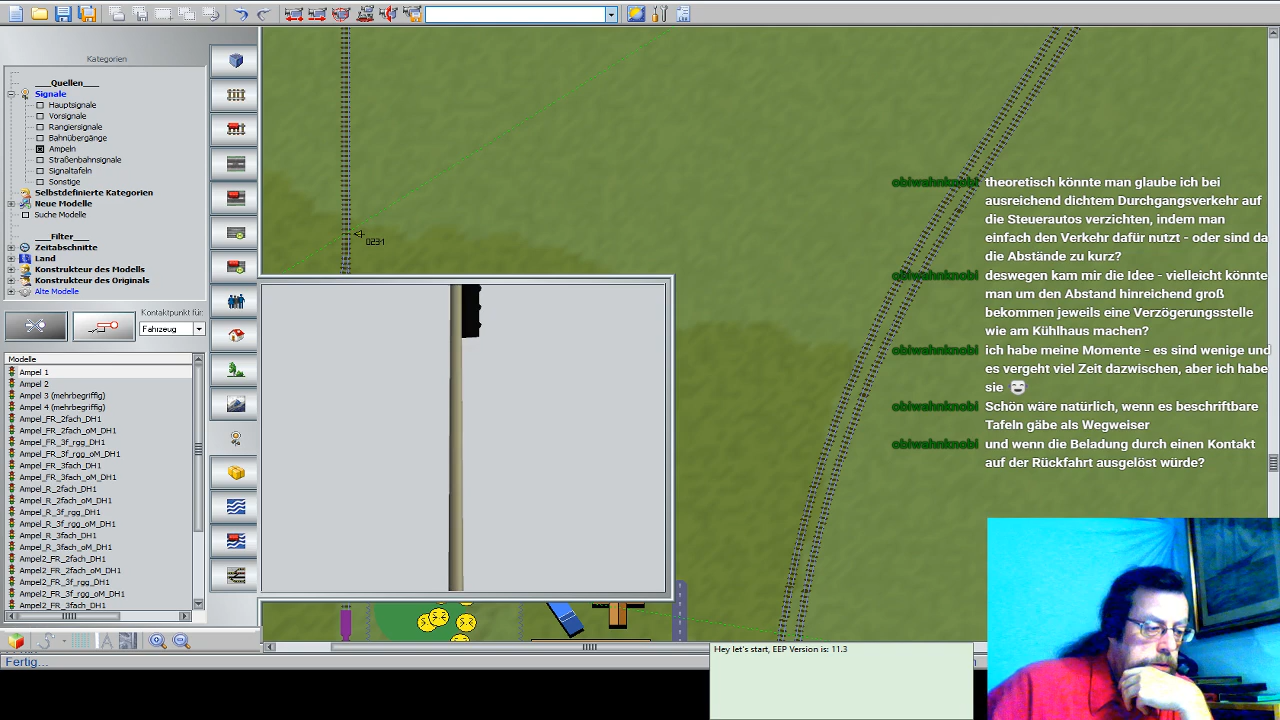 Kategorien
___Quellen___
Signale
Hauptsignale
Vorsignale
Rangiersignale
Bahnübergänge
Ampeln
Straßenbahnsignale
Signaltafeln
Sonstige
Selbstdefinierte Kategorien
Neue Modelle
Suche Modelle
___Filter___
Zeitabschnitte
Land
Konstrukteur des Modells
Konstrukteur des Originals
Alte Modelle
Kontaktpunkt für:
Fahrzeug
Modelle
Ampel 1
Ampel 2
Ampel 3 (mehrbegriffig)
Ampel 4 (mehrbegriffig)
Ampel_FR_2fach_DH1
Ampel_FR_2fach_oM_DH1
Ampel_FR_3f_rgg_DH1
Ampel_FR_3f_rgg_oM_DH1
Ampel_FR_3fach_DH1
Ampel_FR_3fach_oM_DH1
Ampel_R_2fach_DH1
Ampel_R_2fach_oM_DH1
Ampel_R_3f_rgg_DH1
Ampel_R_3f_rgg_oM_DH1
Ampel_R_3fach_DH1
Ampel_R_3fach_oM_DH1
Ampel2_FR_2fach_DH1
Ampel2_FR_2fach_oM_DH1
Ampel2_FR_3f_rgg_DH1
Ampel2_FR_3f_rgg_oM_DH1
Ampel2_FR_3fach_DH1
Fertig...
0231
obiwahnknobi theoretisch könnte man glaube ich bei
ausreichend dichtem Durchgangsverkehr auf
die Steuerautos verzichten, indem man
einfach den Verkehr dafür nutzt - oder sind da
die Abstände zu kurz?
obiwahnknobi deswegen kam mir die Idee - vielleicht könnte
man um den Abstand hinreichend groß
bekommen jeweils eine Verzögerungsstelle
wie am Kühlhaus machen?
obiwahnknobi ich habe meine Momente - es sind wenige und
es vergeht viel Zeit dazwischen, aber ich habe
sie
obiwahnknobi Schön wäre natürlich, wenn es beschriftbare
Tafeln gäbe als Wegweiser
obiwahnknobi und wenn die Beladung durch einen Kontakt
auf der Rückfahrt ausgelöst würde?
Hey let's start, EEP Version is: 11.3